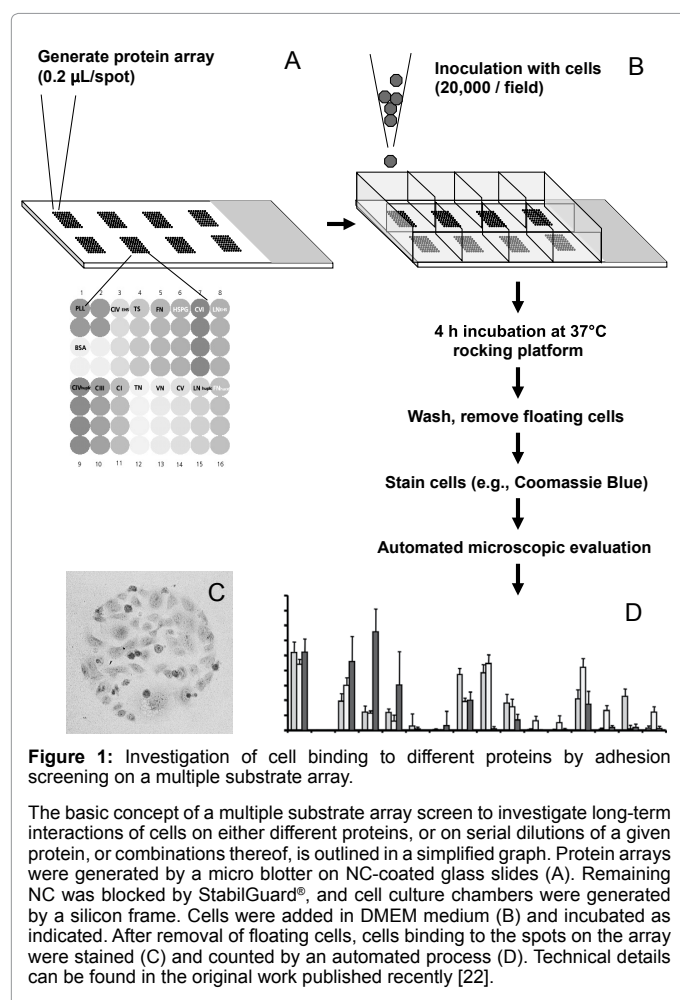 Generate protein array
(0.2 µL/spot)
A
Inoculation with cells
(20,000 / field)
B
1 2 3 4 5 6 7 8
PLL CIV EHS TS FN HSPG CVI
BSA
CIII CI TN VN CV LN
9 10 11 12 13 14 15 16
4 h incubation at 37°C
rocking platform
Wash, remove floating cells
Stain cells (e.g., Coomassie Blue)
Automated microscopic evaluation
C
D
Figure 1: Investigation of cell binding to different proteins by adhesion
screening on a multiple substrate array.
The basic concept of a multiple substrate array screen to investigate long-term
interactions of cells on either different proteins, or on serial dilutions of a given
protein, or combinations thereof, is outlined in a simplified graph. Protein arrays
were generated by a micro blotter on NC-coated glass slides (A). Remaining
NC was blocked by StabilGuard®, and cell culture chambers were generated
by a silicon frame. Cells were added in DMEM medium (B) and incubated as
indicated. After removal of floating cells, cells binding to the spots on the array
were stained (C) and counted by an automated process (D). Technical details
can be found in the original work published recently [22].